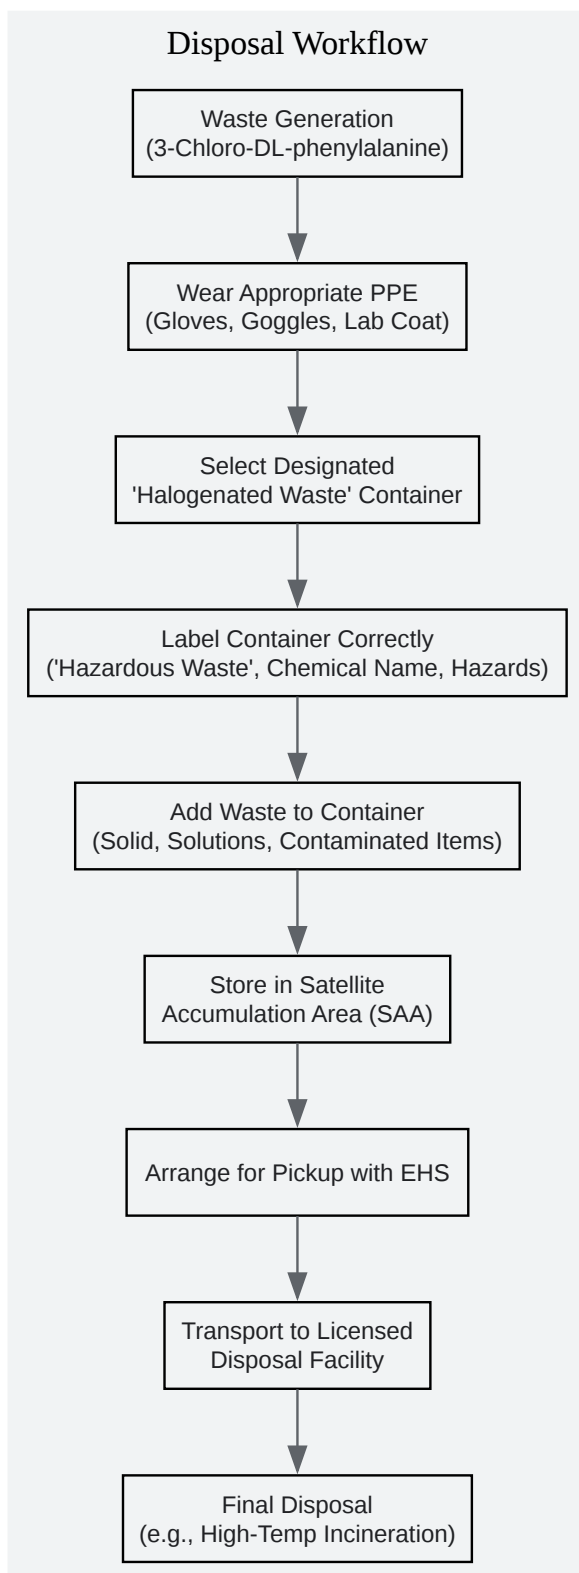 Disposal Workflow
Waste Generation
(3-Chloro-DL-phenylalanine)
Wear Appropriate PPE
(Gloves, Goggles, Lab Coat)
Select Designated
'Halogenated Waste' Container
Label Container Correctly
('Hazardous Waste', Chemical Name, Hazards)
Add Waste to Container
(Solid, Solutions, Contaminated Items)
Store in Satellite
Accumulation Area (SAA)
Arrange for Pickup with EHS
Transport to Licensed
Disposal Facility
Final Disposal
(e.g., High-Temp Incineration)